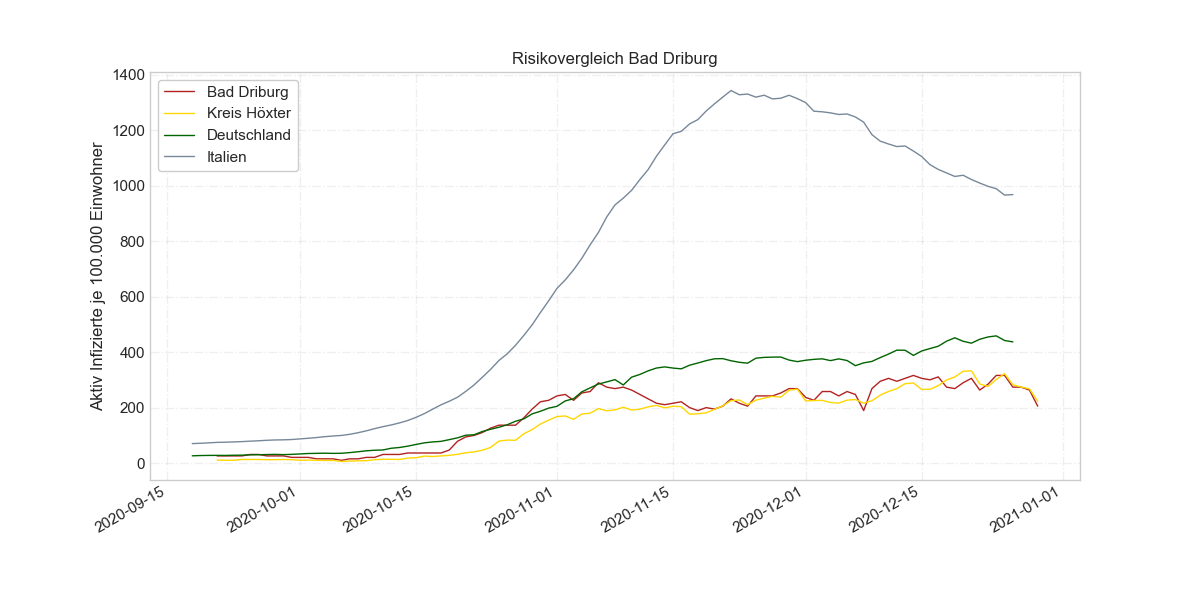 Risikovergleich Bad Driburg
Aktiv Infizierte je 100.000 Einwohner
1400
1200
1000
800
600
400
200
0
Bad Driburg
Kreis Höxter
Deutschland
Italien
2020-09-15
2020-10-01
2020-10-15
2020-11-01
2020-11-15
2020-12-01
2020-12-15
2021-01-01